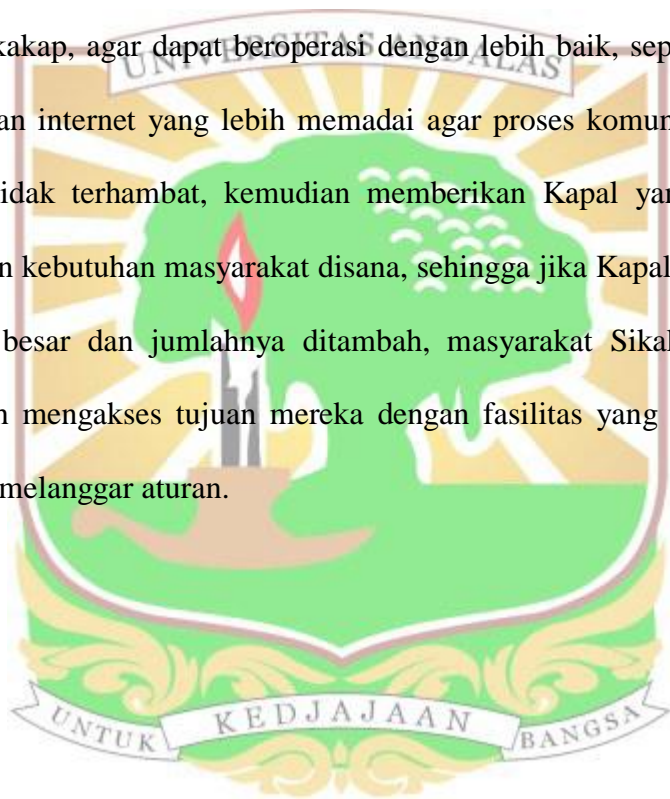 UNIVERSITAS ANDALAS
kakap, agar dapat beroperasi dengan lebih baik, sep
an internet yang lebih memadai agar proses komun
idak terhambat, kemudian memberikan Kapal yan
n kebutuhan masyarakat disana, sehingga jika Kapal
besar dan jumlahnya ditambah, masyarakat Sikal
n mengakses tujuan mereka dengan fasilitas yang
melanggar aturan.
UNTUK KEDJAJAAN BANGSA